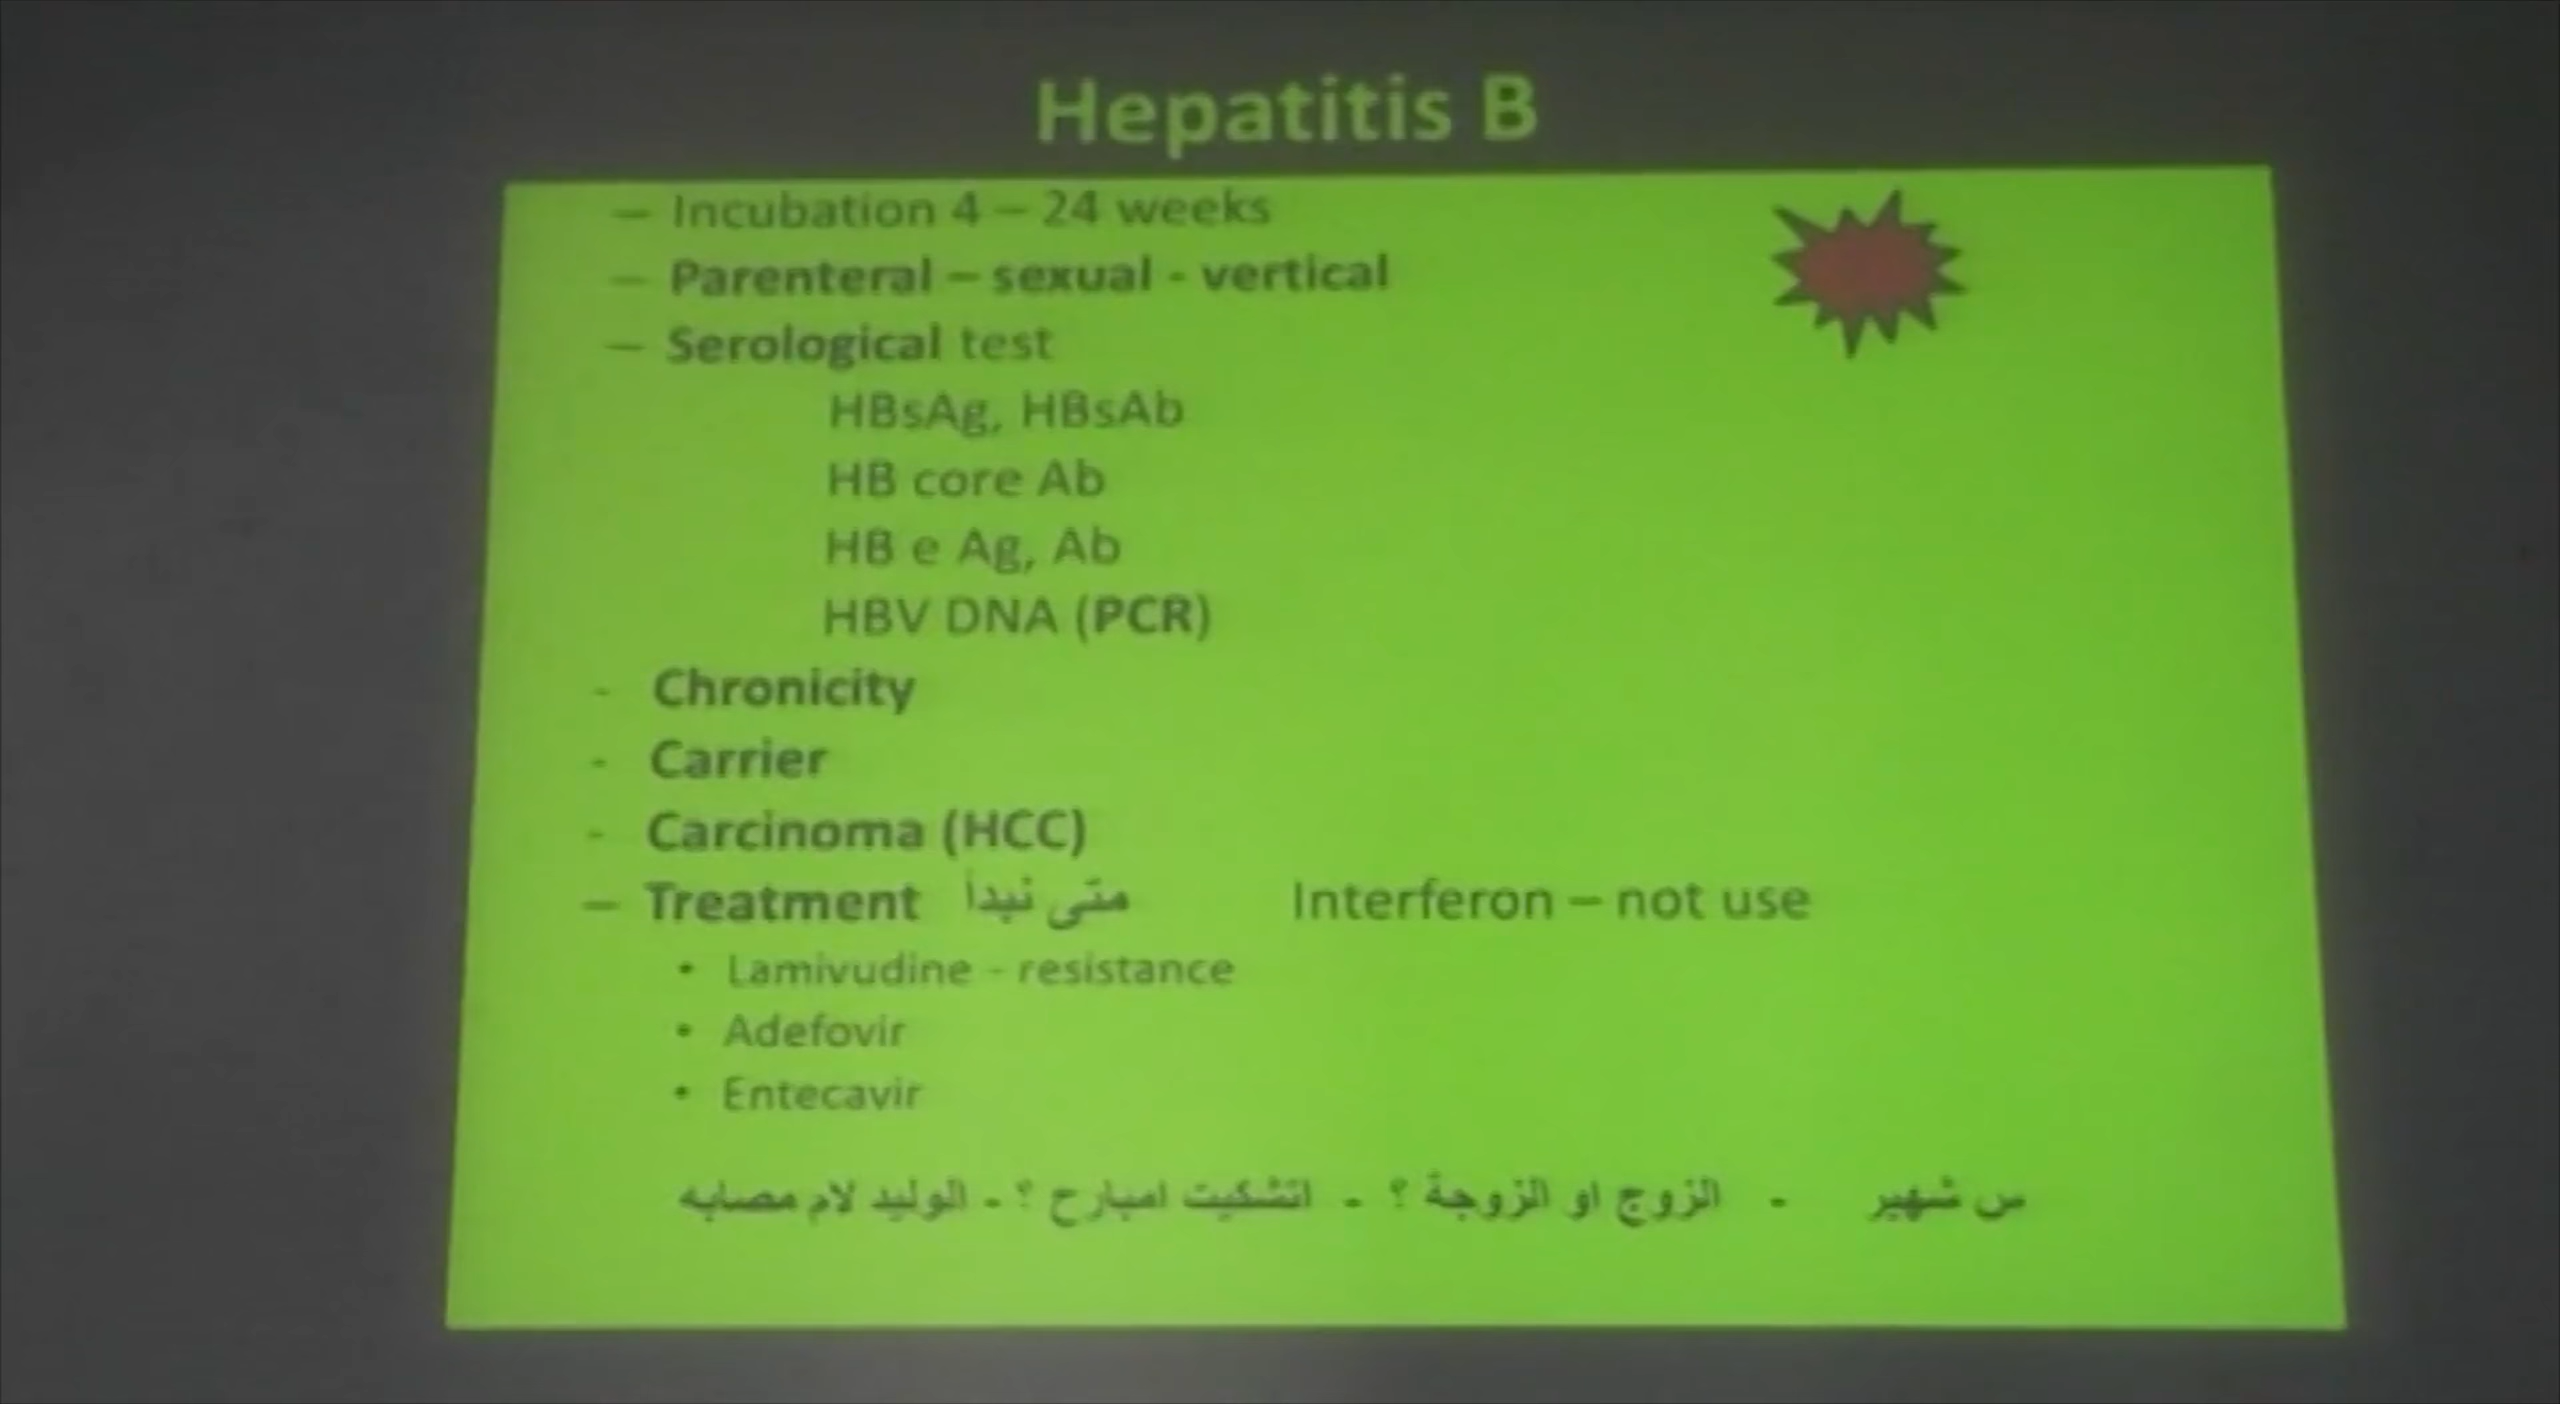 Hepatitis B
– Incubation 4 – 24 weeks
– Parenteral – sexual - vertical
– Serological test
HBsAg, HBsAb
HB core Ab
HB e Ag, Ab
HBV DNA (PCR)
- Chronicity
- Carrier
- Carcinoma (HCC)
– Treatment متى نبدأ Interferon – not use
• Lamivudine - resistance
• Adefovir
• Entecavir
س شهير - الزوج او الزوجة ؟ - اتشكيت امبارح ؟ - الوليد لام مصابه